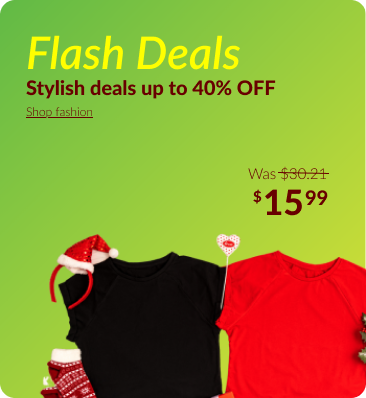 Flash Deals
Stylish deals up to 40% OFF
Shop fashion
Was $30.21
$15 99